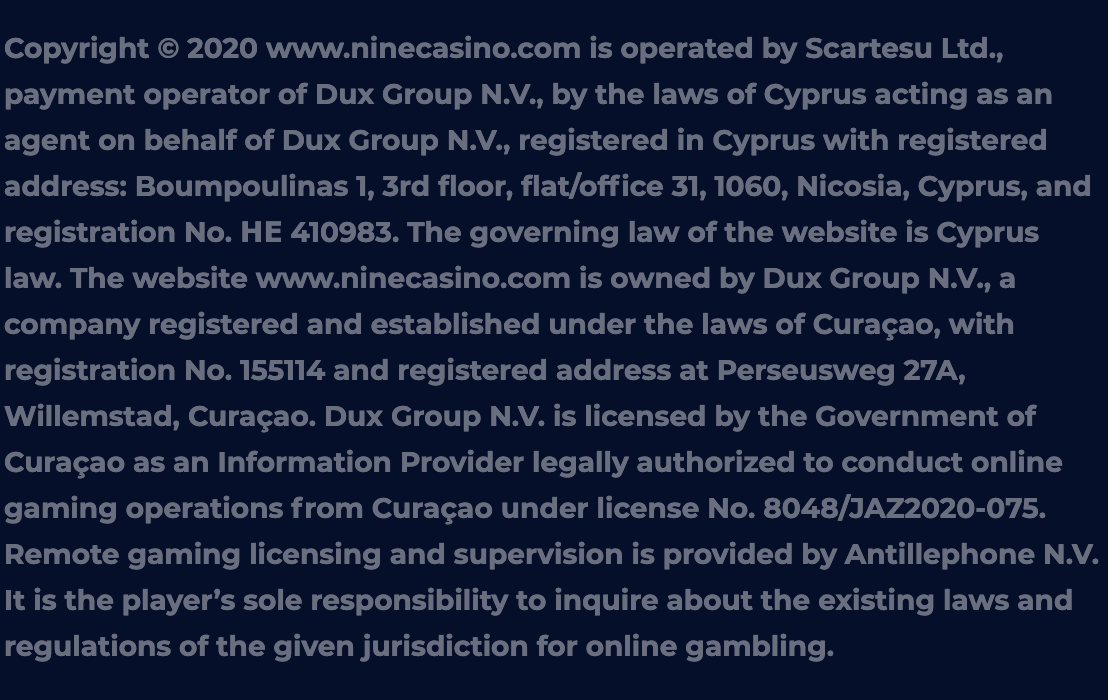 Copyright © 2020 www.ninecasino.com is operated by Scartesu Ltd.,
payment operator of Dux Group N.V., by the laws of Cyprus acting as an
agent on behalf of Dux Group N.V., registered in Cyprus with registered
address: Boumpoulinas 1, 3rd floor, flat/office 31, 1060, Nicosia, Cyprus, and
registration No. HE 410983. The governing law of the website is Cyprus
law. The website www.ninecasino.com is owned by Dux Group N.V., a
company registered and established under the laws of Curaçao, with
registration No. 155114 and registered address at Perseusweg 27A,
Willemstad, Curaçao. Dux Group N.V. is licensed by the Government of
Curaçao as an Information Provider legally authorized to conduct online
gaming operations from Curaçao under license No. 8048/JAZ2020-075.
Remote gaming licensing and supervision is provided by Antillephone N.V.
It is the player’s sole responsibility to inquire about the existing laws and
regulations of the given jurisdiction for online gambling.